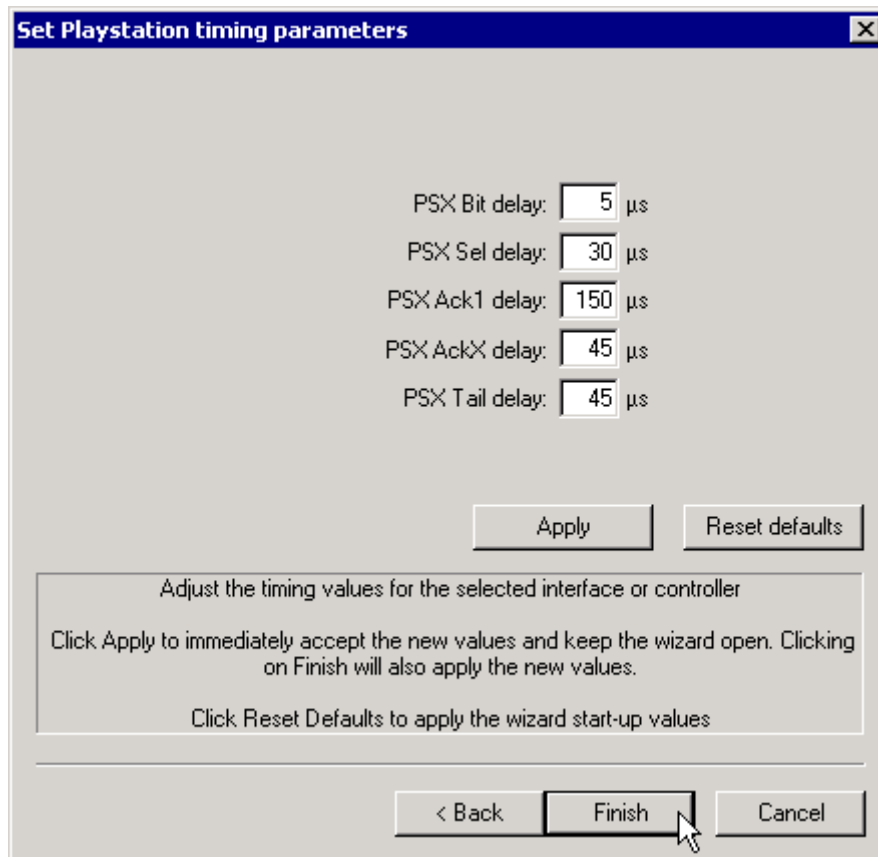 Set Playstation timing parameters
PSX Bit delay: 5 µs
PSX Sel delay: 30 µs
PSX Ack1 delay: 150 µs
PSX AckX delay: 45 µs
PSX Tail delay: 45 µs
Apply Reset defaults
Adjust the timing values for the selected interface or controller
Click Apply to immediately accept the new values and keep the wizard open. Clicking
on Finish will also apply the new values.
Click Reset Defaults to apply the wizard start-up values
< Back Finish Cancel